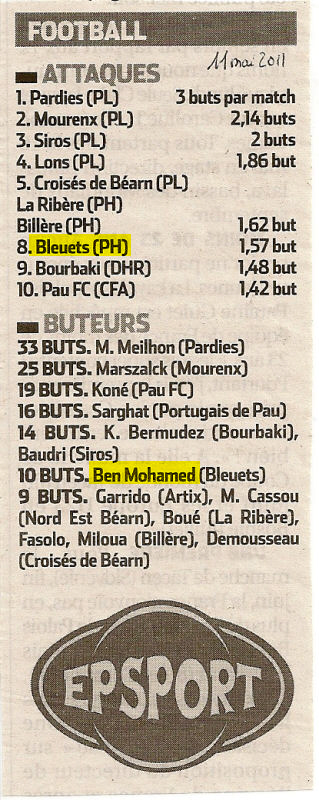 FOOTBALL
11 mai 2011
ATTAQUES
1. Pardies (PL) 3 buts par match
2. Mourenx (PL) 2,14 buts
3. Siros (PL) 2 buts
4. Lons (PL) 1,86 but
5. Croisés de Béarn (PL)
La Ribère (PH)
Billère (PH) 1,62 but
8. Bleuets (PH) 1,57 but
9. Bourbaki (DHR) 1,48 but
10. Pau FC (CFA) 1,42 but
BUTEURS
33 BUTS. M. Meilhon (Pardies)
25 BUTS. Marszalck (Mourenx)
19 BUTS. Koné (Pau FC)
16 BUTS. Sarghat (Portugais de Pau)
14 BUTS. K. Bermudez (Bourbaki),
Baudri (Siros)
10 BUTS. Ben Mohamed (Bleuets)
9 BUTS. Garrido (Artix), M. Cassou
(Nord Est Béarn), Boué (La Ribère),
Fasolo, Miloua (Billère), Demousseau
(Croisés de Béarn)
EPSPORT